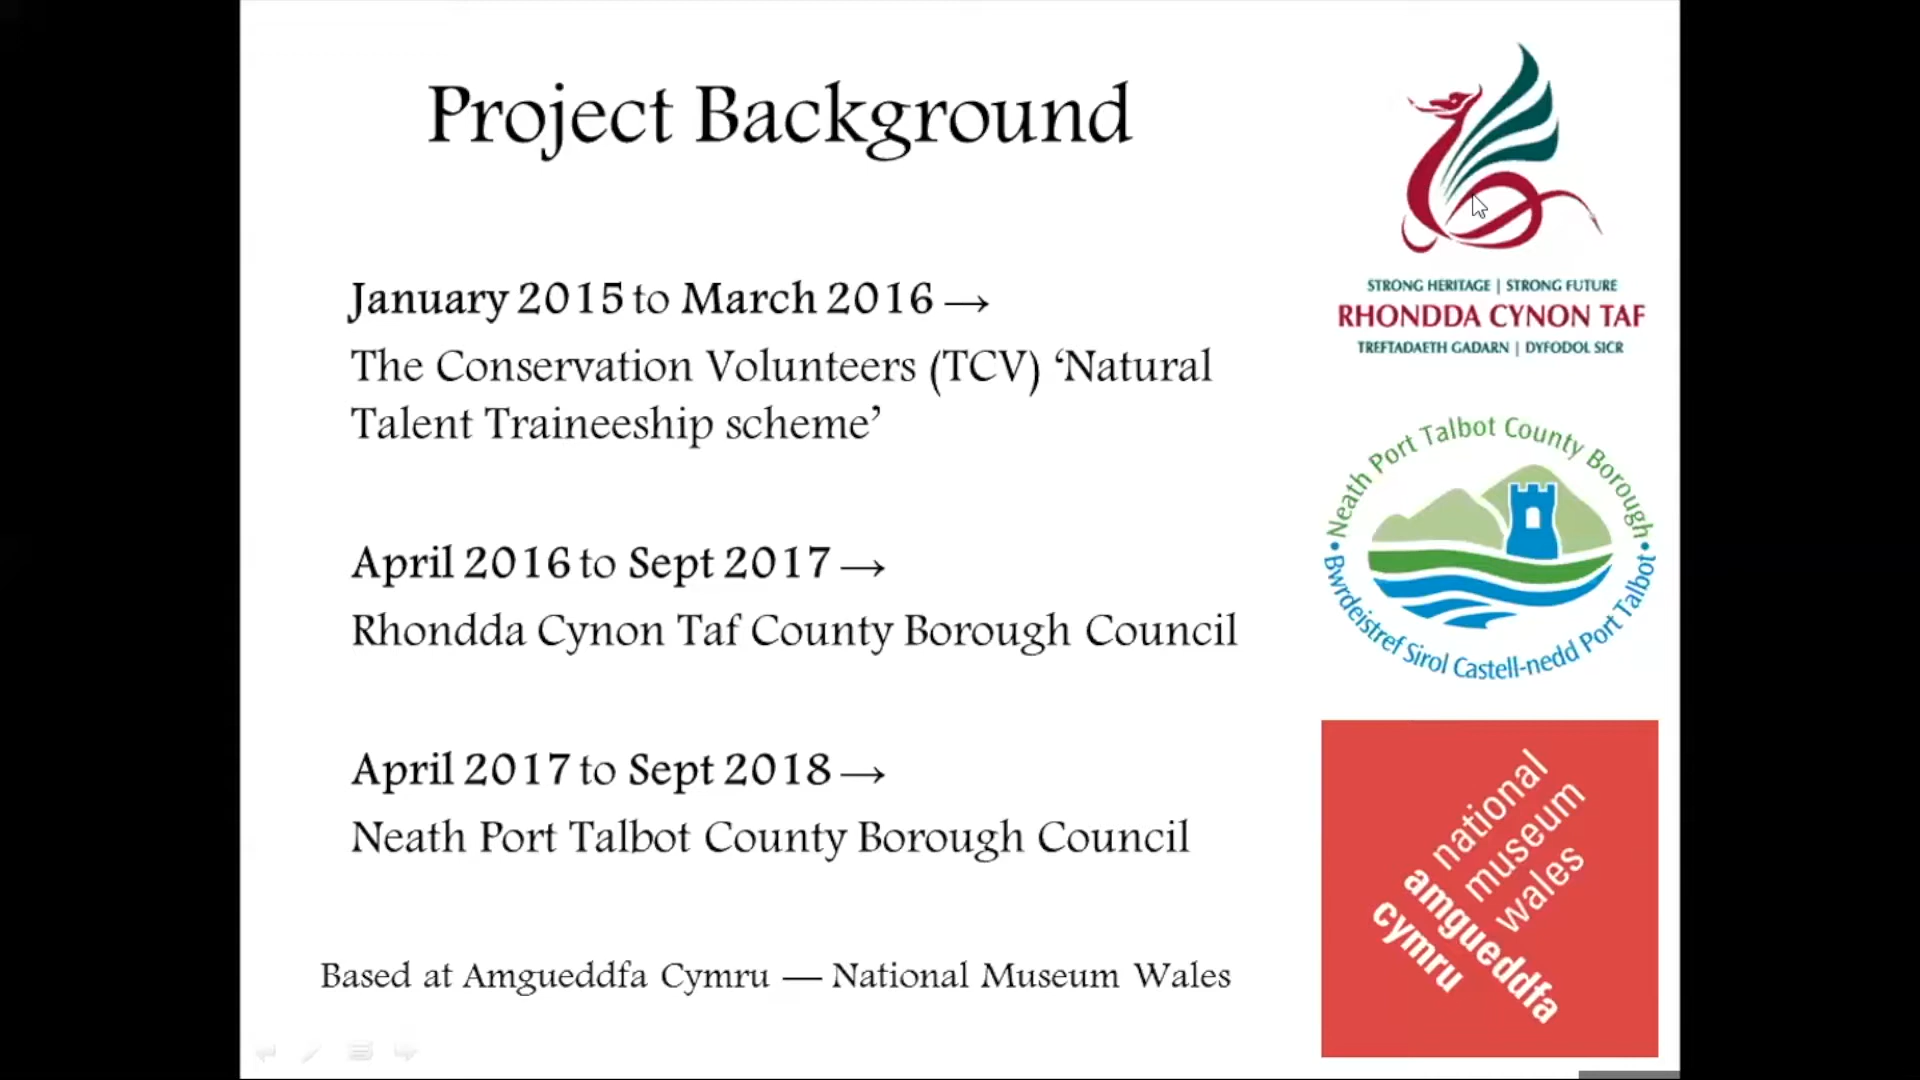 Project Background
January 2015 to March 2016 →
The Conservation Volunteers (TCV) ‘Natural
Talent Traineeship scheme’
April 2016 to Sept 2017 →
Rhondda Cynon Taf County Borough Council
April 2017 to Sept 2018 →
Neath Port Talbot County Borough Council
Based at Amgueddfa Cymru — National Museum Wales
STRONG HERITAGE | STRONG FUTURE
RHONDDA CYNON TAF
TREFTADAETH GADARN | DYFODOL SICR
Neath Port Talbot County Borough
Bwrdeistref Sirol Castell-nedd Port Talbot
national
museum
wales
amgueddfa
cymru